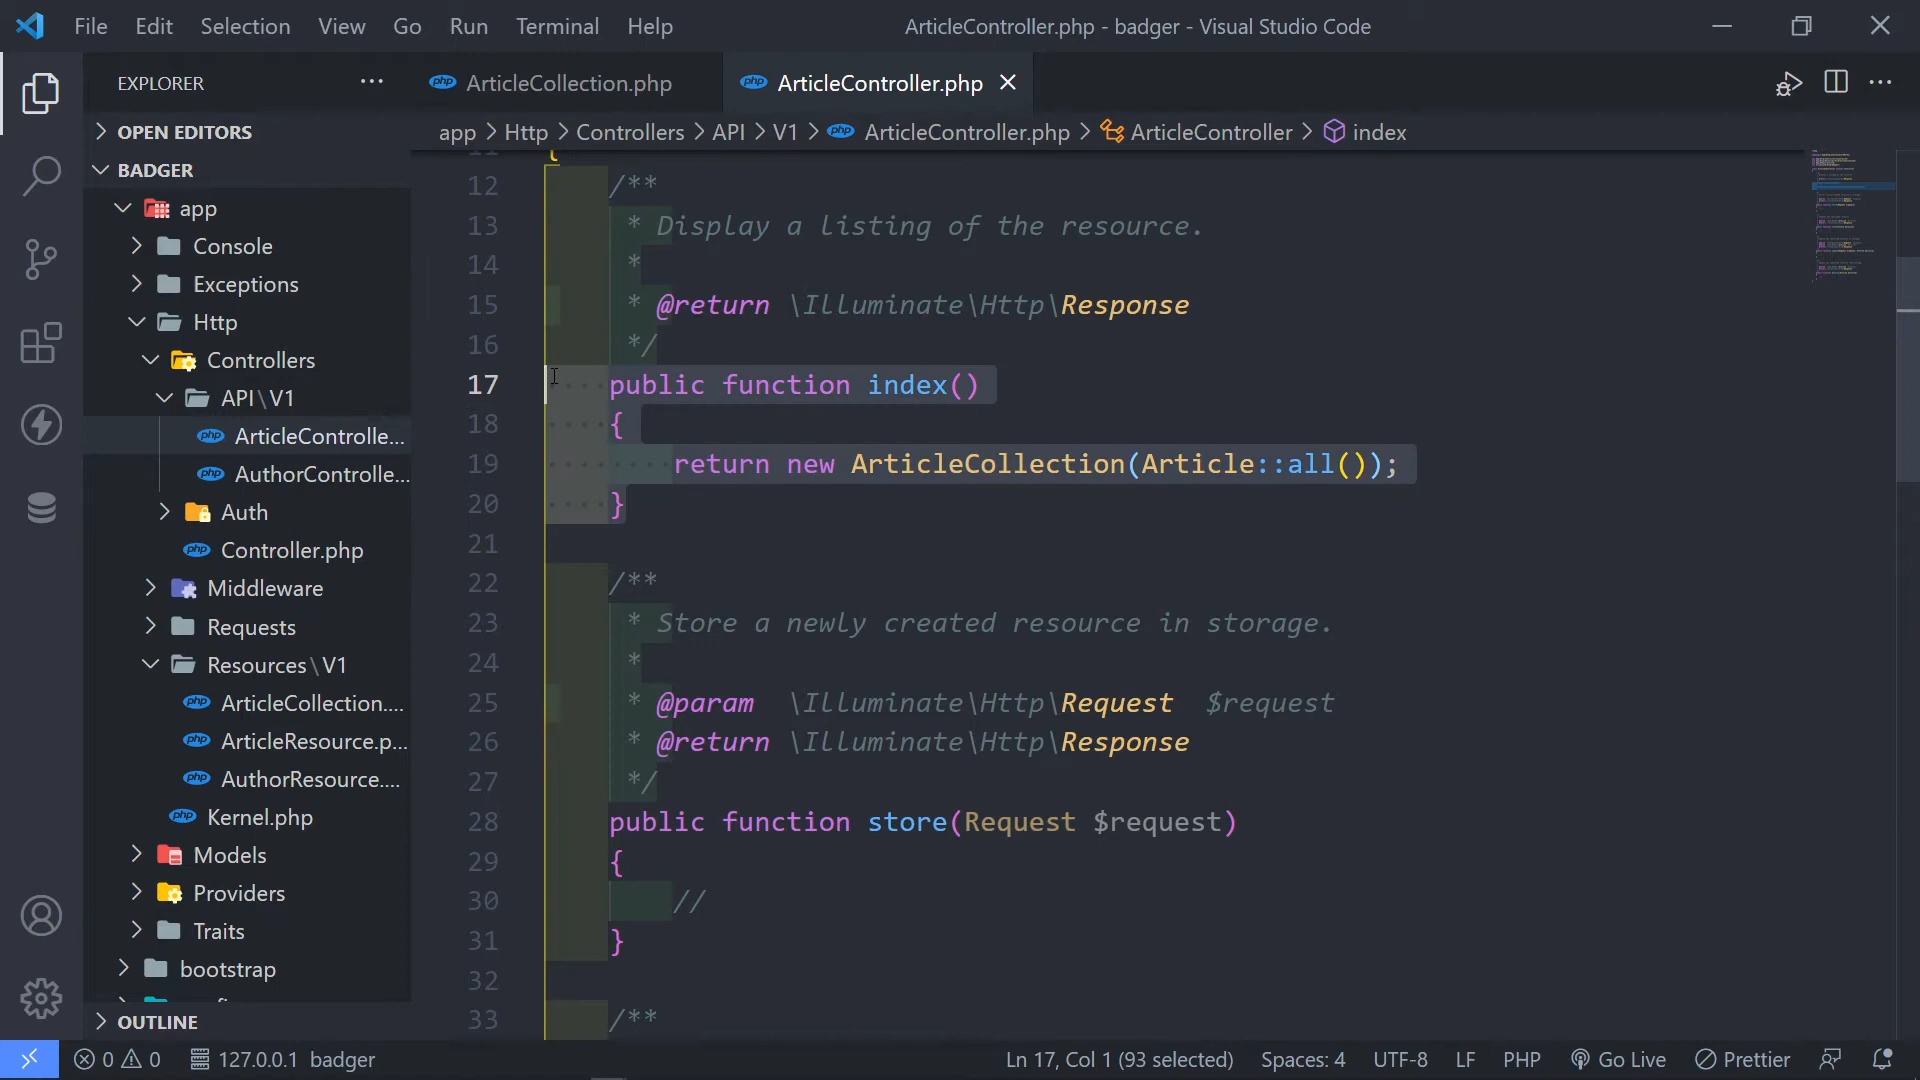 File Edit Selection View Go Run Terminal Help
ArticleController.php - badger - Visual Studio Code
EXPLORER
ArticleCollection.php
ArticleController.php
OPEN EDITORS
app > Http > Controllers > API > V1 > ArticleController.php > ArticleController > index
BADGER
app
Console
Exceptions
Http
Controllers
API\V1
ArticleControlle...
AuthorControlle...
Auth
Controller.php
Middleware
Requests
Resources\V1
ArticleCollection....
ArticleResource.p...
AuthorResource....
Kernel.php
Models
Providers
Traits
bootstrap
OUTLINE
{
12 /**
13 * Display a listing of the resource.
14 *
15 * @return \Illuminate\Http\Response
16 */
17 public function index()
18 {
19 return new ArticleCollection(Article::all());
20 }
21
22 /**
23 * Store a newly created resource in storage.
24 *
25 * @param  \Illuminate\Http\Request  $request
26 * @return \Illuminate\Http\Response
27 */
28 public function store(Request $request)
29 {
30 //
31 }
32
33 /**
0 0 127.0.0.1 badger Ln 17, Col 1 (93 selected) Spaces: 4 UTF-8 LF PHP Go Live Prettier